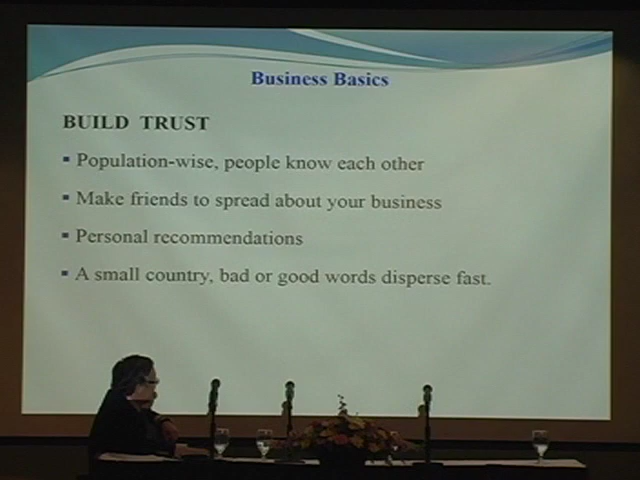 Business Basics
BUILD TRUST
▪ Population-wise, people know each other
▪ Make friends to spread about your business
▪ Personal recommendations
▪ A small country, bad or good words disperse fast.